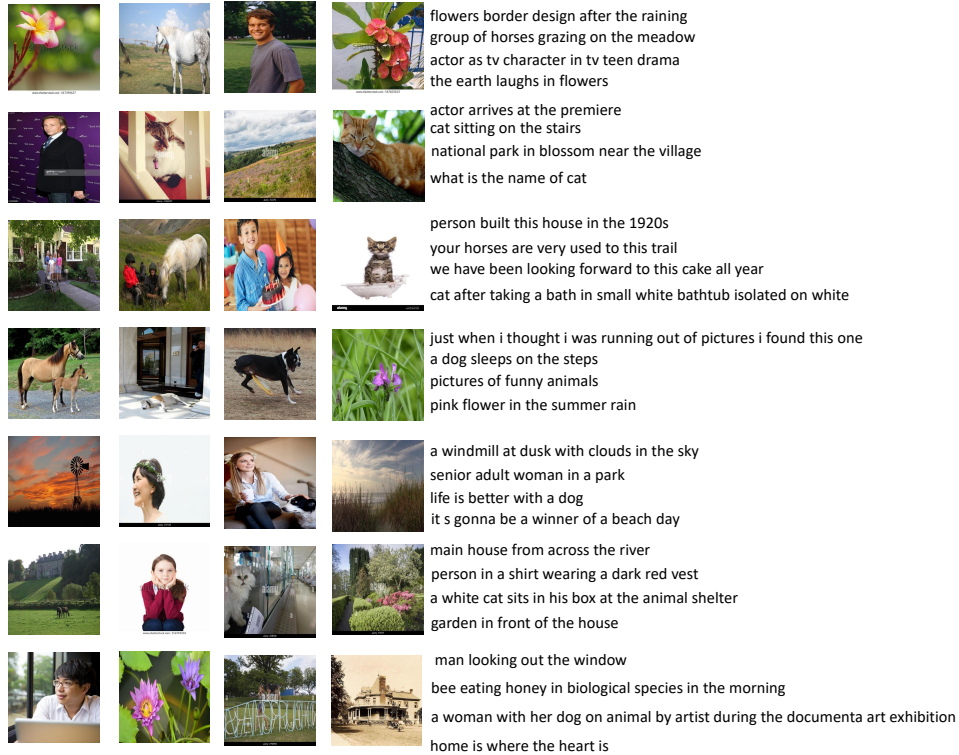 flowers border design after the raining
group of horses grazing on the meadow
actor as tv character in tv teen drama
the earth laughs in flowers
actor arrives at the premiere
cat sitting on the stairs
national park in blossom near the village
what is the name of cat
person built this house in the 1920s
your horses are very used to this trail
we have been looking forward to this cake all year
cat after taking a bath in small white bathtub isolated on white
just when i thought i was running out of pictures i found this one
a dog sleeps on the steps
pictures of funny animals
pink flower in the summer rain
a windmill at dusk with clouds in the sky
senior adult woman in a park
life is better with a dog
it s gonna be a winner of a beach day
main house from across the river
person in a shirt wearing a dark red vest
a white cat sits in his box at the animal shelter
garden in front of the house
man looking out the window
bee eating honey in biological species in the morning
a woman with her dog on animal by artist during the documenta art exhibition
home is where the heart is